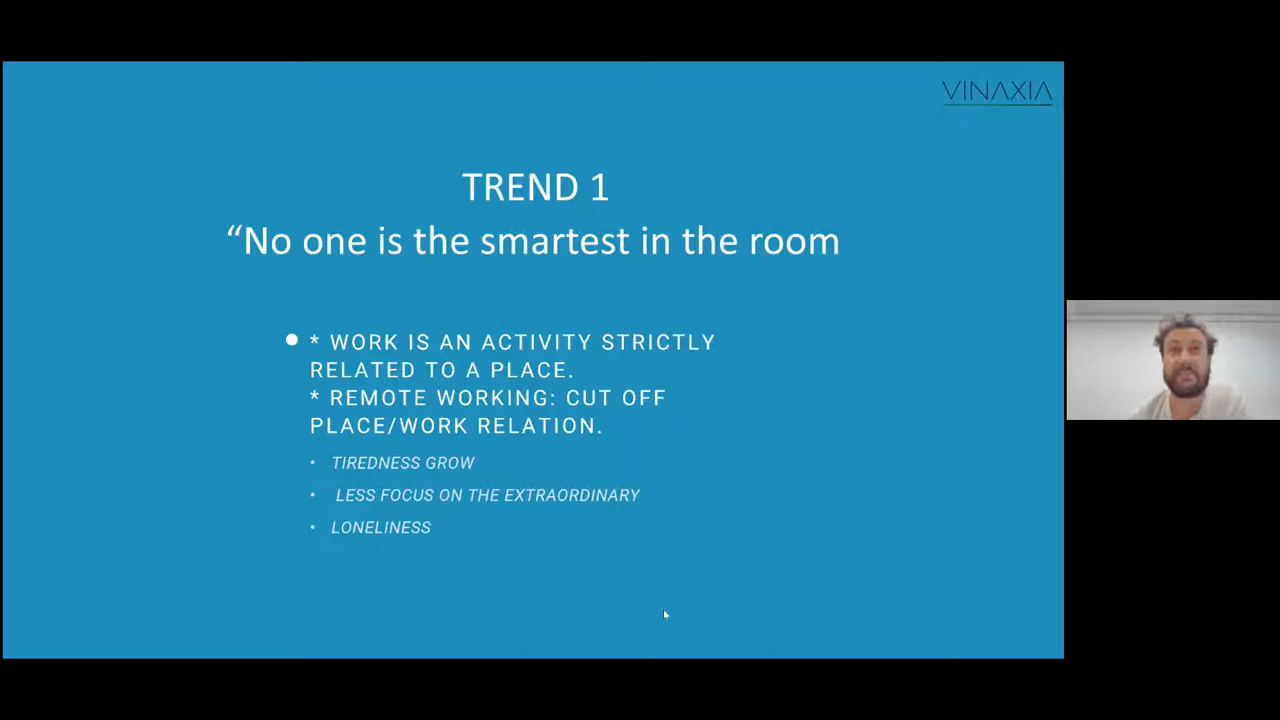 VINAXIA
TREND 1
“No one is the smartest in the room
* WORK IS AN ACTIVITY STRICTLY
RELATED TO A PLACE.
* REMOTE WORKING: CUT OFF
PLACE/WORK RELATION.
TIREDNESS GROW
LESS FOCUS ON THE EXTRAORDINARY
LONELINESS